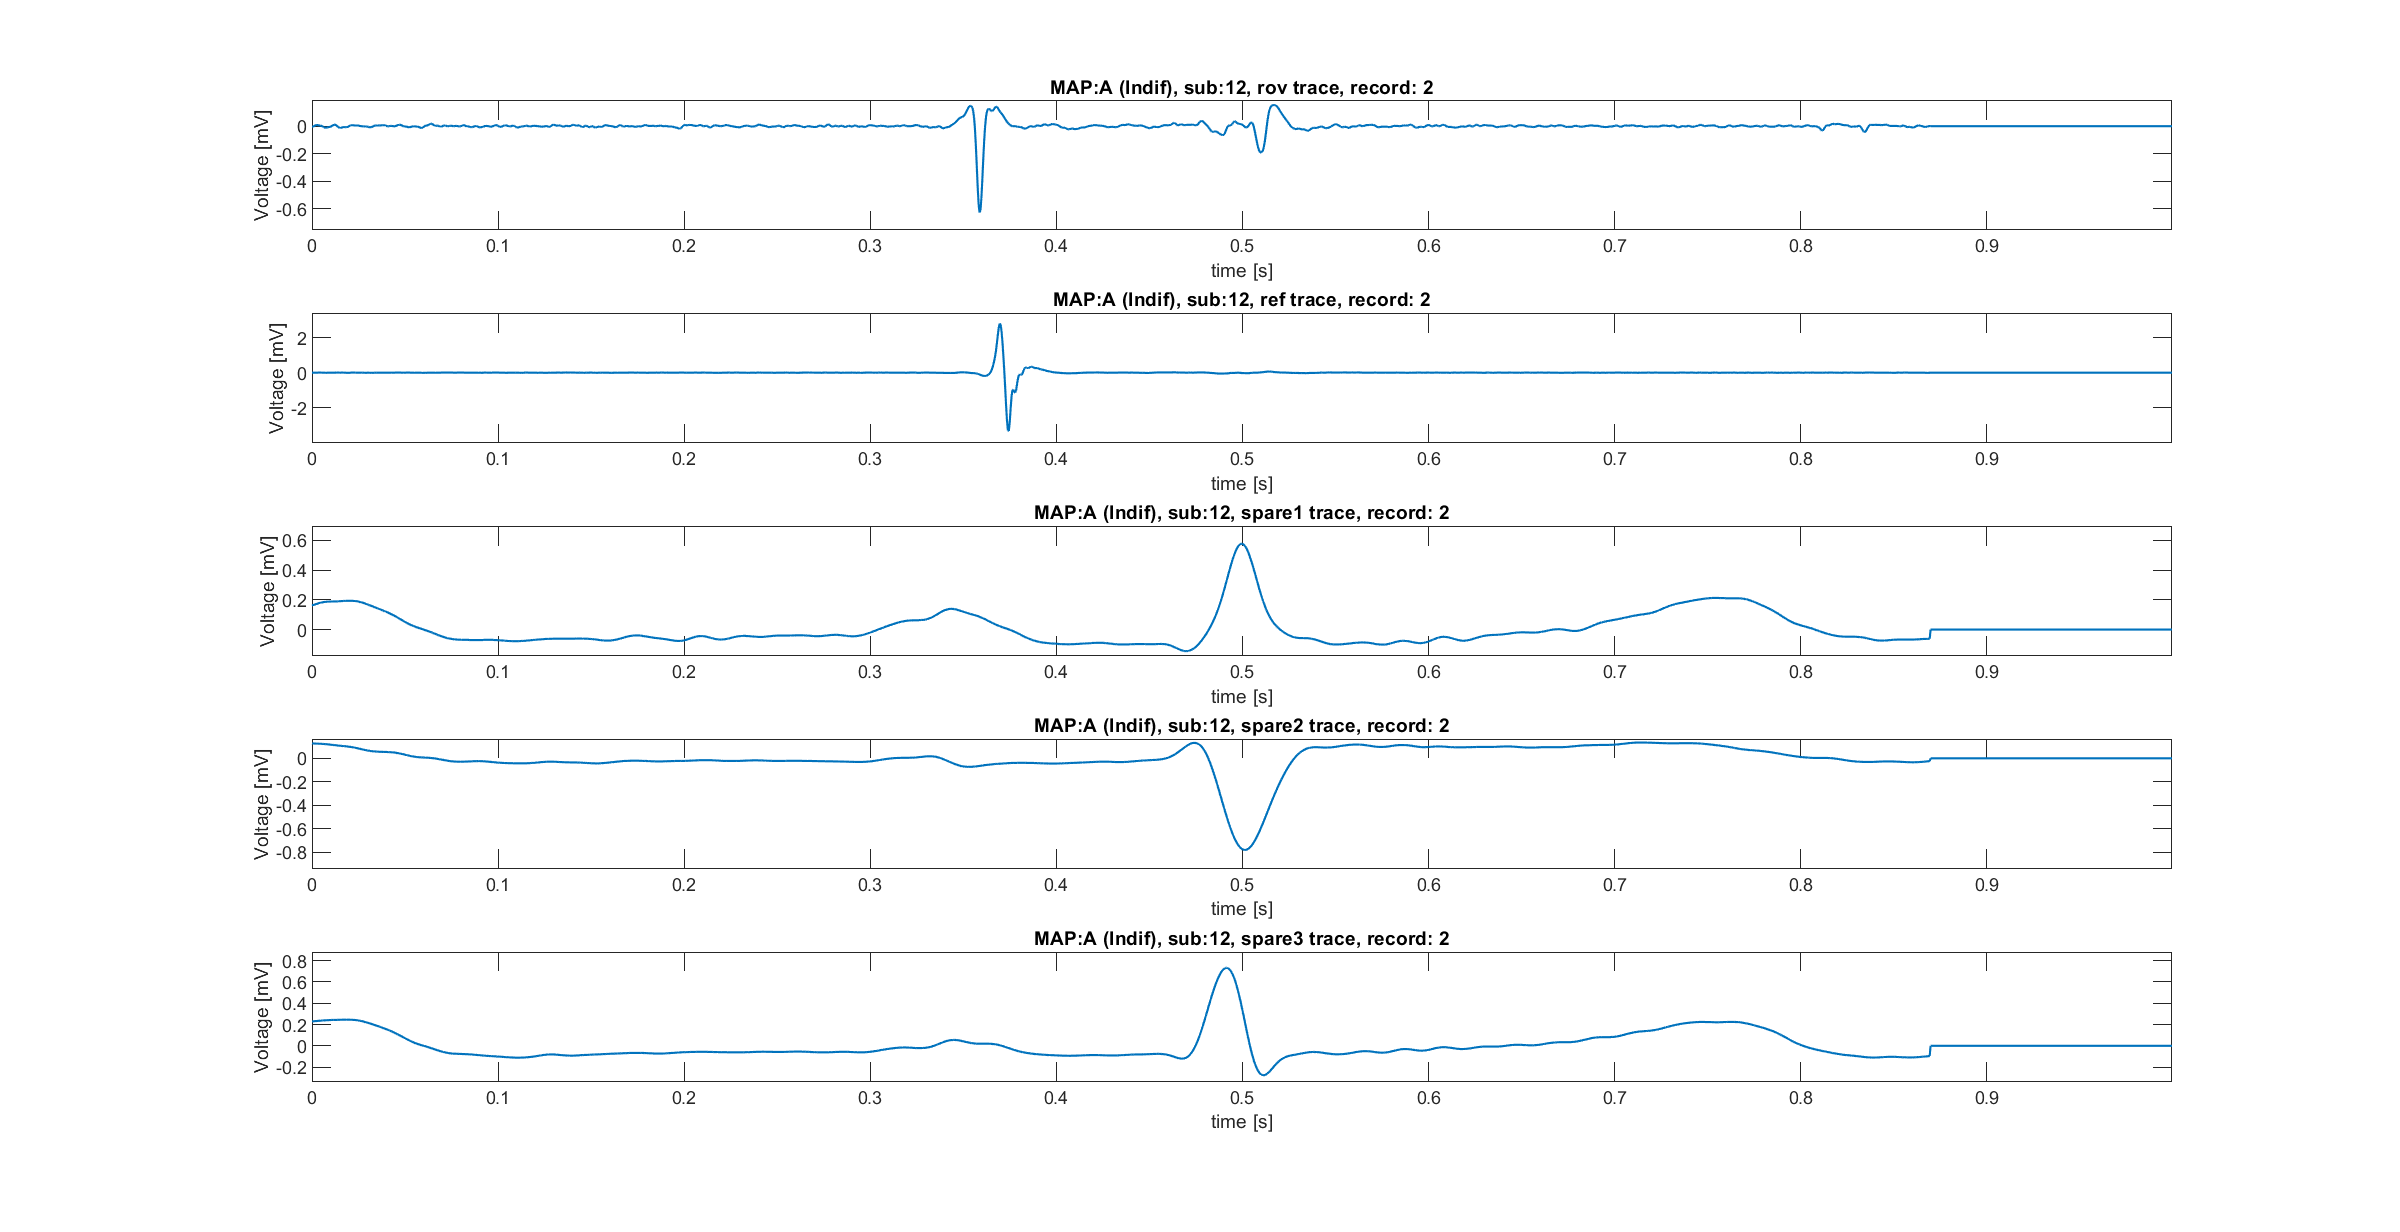 MAP:A (Indif), sub:12, rov trace, record: 2
Voltage [mV]
0
-0.2
-0.4
-0.6
0 0.1 0.2 0.3 0.4 0.5 0.6 0.7 0.8 0.9
time [s]
MAP:A (Indif), sub:12, ref trace, record: 2
Voltage [mV]
2
0
-2
0 0.1 0.2 0.3 0.4 0.5 0.6 0.7 0.8 0.9
time [s]
MAP:A (Indif), sub:12, spare1 trace, record: 2
Voltage [mV]
0.6
0.4
0.2
0
0 0.1 0.2 0.3 0.4 0.5 0.6 0.7 0.8 0.9
time [s]
MAP:A (Indif), sub:12, spare2 trace, record: 2
Voltage [mV]
0
-0.2
-0.4
-0.6
-0.8
0 0.1 0.2 0.3 0.4 0.5 0.6 0.7 0.8 0.9
time [s]
MAP:A (Indif), sub:12, spare3 trace, record: 2
Voltage [mV]
0.8
0.6
0.4
0.2
0
-0.2
0 0.1 0.2 0.3 0.4 0.5 0.6 0.7 0.8 0.9
time [s]